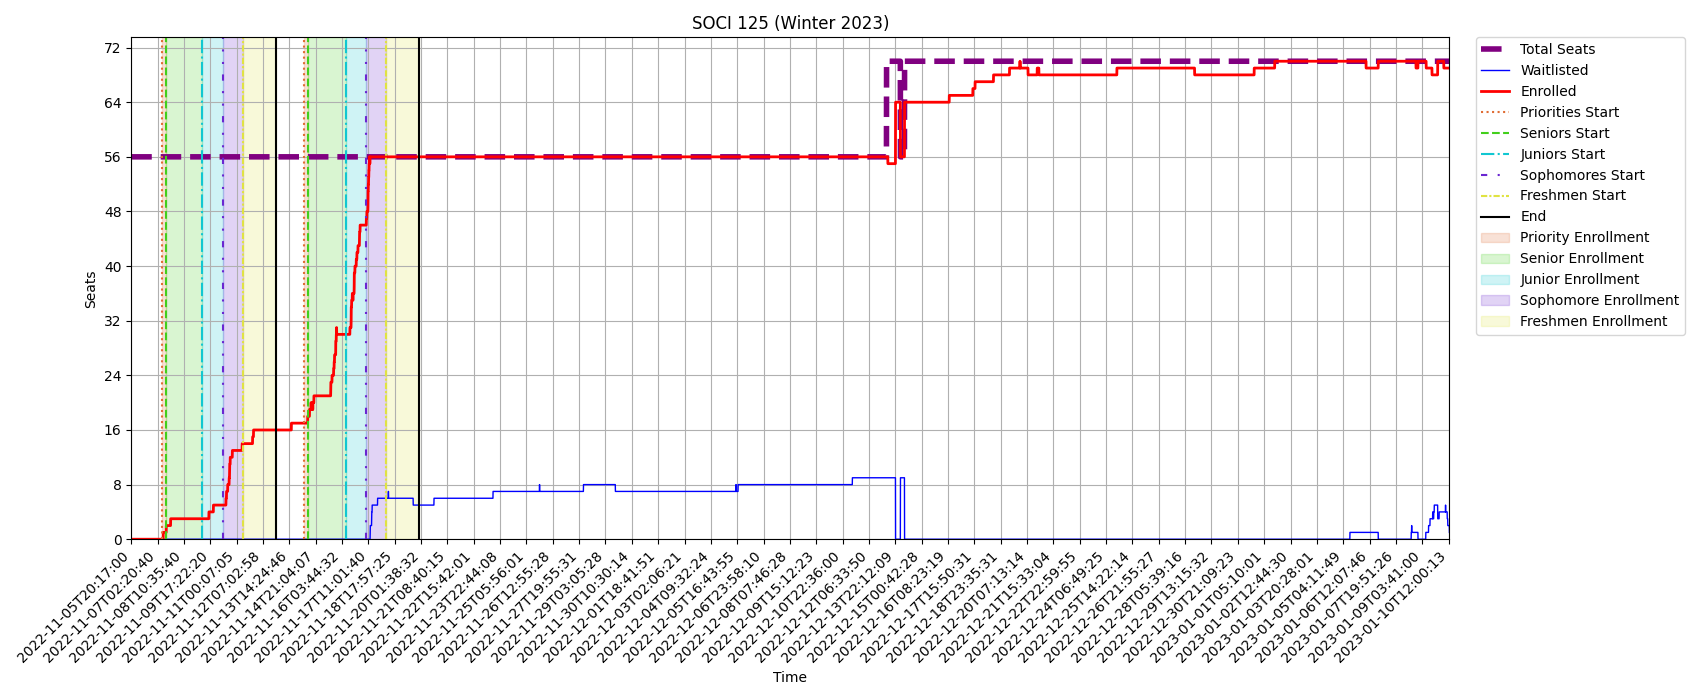 SOCI 125 (Winter 2023)
72
64
56
48
40
32
24
16
8
0
Seats
2022-11-05T20:17:00
2022-11-07T02:20:40
2022-11-08T10:35:40
2022-11-09T17:22:20
2022-11-11T00:07:05
2022-11-12T07:02:58
2022-11-13T14:24:46
2022-11-14T21:04:07
2022-11-16T03:44:32
2022-11-17T11:01:40
2022-11-18T17:57:25
2022-11-20T01:38:32
2022-11-21T08:40:15
2022-11-22T15:42:01
2022-11-23T22:44:08
2022-11-25T05:56:01
2022-11-26T12:55:28
2022-11-27T19:55:31
2022-11-29T03:05:28
2022-11-30T10:30:14
2022-12-01T18:41:51
2022-12-03T02:06:21
2022-12-04T09:32:24
2022-12-05T16:43:55
2022-12-06T23:58:10
2022-12-08T07:46:28
2022-12-09T15:12:23
2022-12-10T22:36:00
2022-12-12T06:33:50
2022-12-13T12:12:09
2022-12-15T00:42:28
2022-12-16T08:23:19
2022-12-17T15:50:31
2022-12-18T23:35:31
2022-12-20T07:13:14
2022-12-21T15:33:04
2022-12-22T22:59:55
2022-12-24T06:49:25
2022-12-25T14:22:14
2022-12-26T21:55:27
2022-12-28T05:39:16
2022-12-29T13:15:32
2022-12-30T21:09:23
2023-01-01T05:10:01
2023-01-02T12:44:30
2023-01-03T20:28:01
2023-01-05T04:11:49
2023-01-06T12:07:46
2023-01-07T19:51:26
2023-01-09T03:41:00
2023-01-10T12:00:13
Time
Total Seats
Waitlisted
Enrolled
Priorities Start
Seniors Start
Juniors Start
Sophomores Start
Freshmen Start
End
Priority Enrollment
Senior Enrollment
Junior Enrollment
Sophomore Enrollment
Freshmen Enrollment